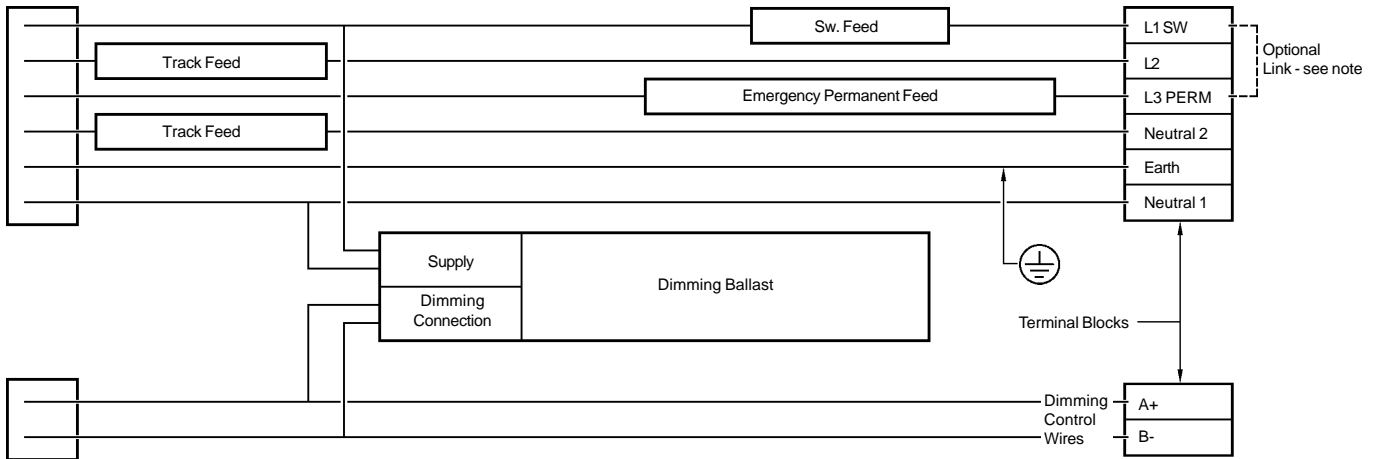 Sw. Feed
L1 SW
Optional
Link - see note
Track Feed
L2
Emergency Permanent Feed
L3 PERM
Track Feed
Neutral 2
Earth
Neutral 1
Supply
Dimming Ballast
Dimming
Connection
Terminal Blocks
Dimming
Control
Wires
A+
B-